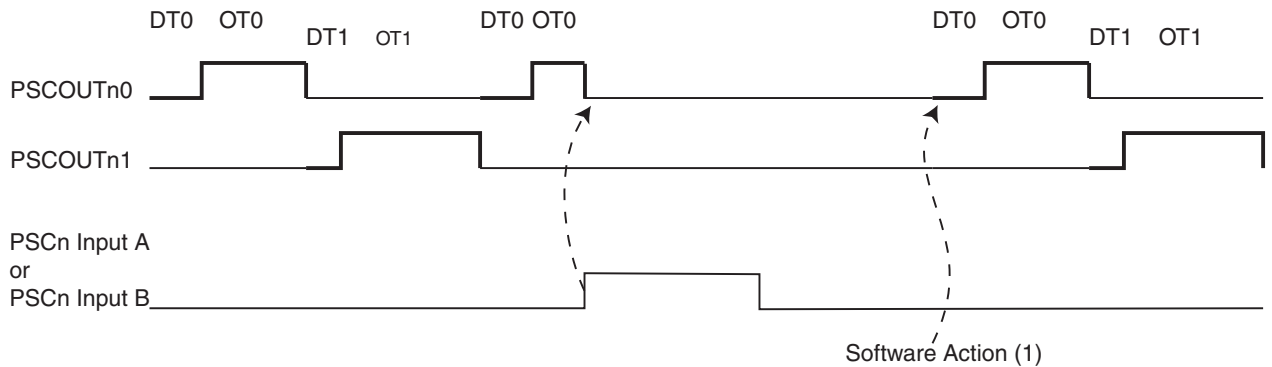 DT0 OT0 DT0 OT0 DT0 OT0
DT1 OT1 DT1 OT1
PSCOUTn0
PSCOUTn1
PSCn Input A
or
PSCn Input B
Software Action (1)